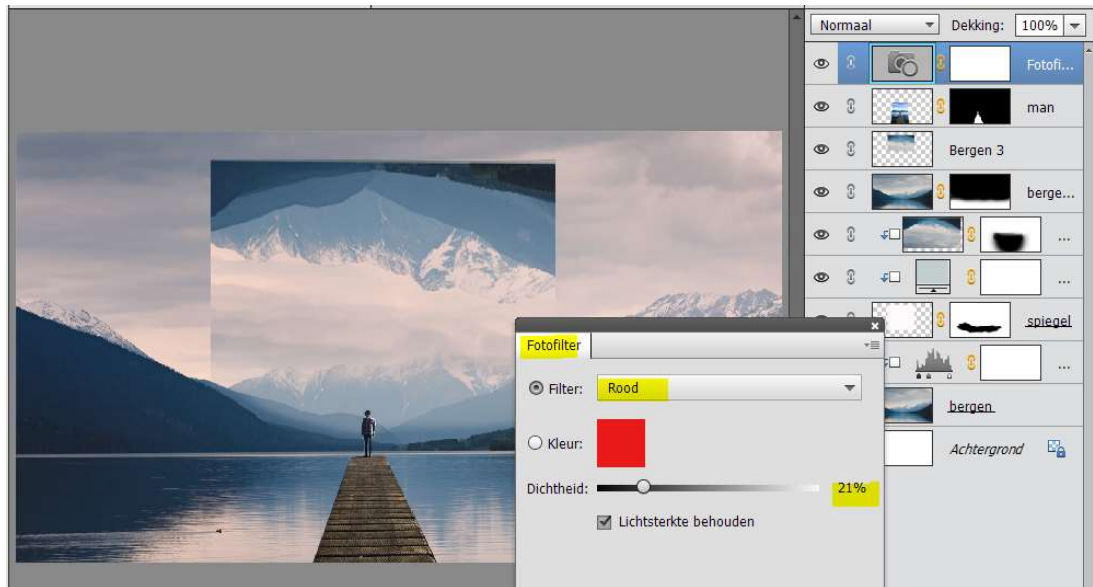 Normaal Dekking: 100%
Fotofi...
man
Bergen 3
berge...
...
...
spiegel
Fotofilter
...
Filter: Rood
bergen
Kleur:
Achtergrond
Dichtheid: 21%
Lichtsterkte behouden